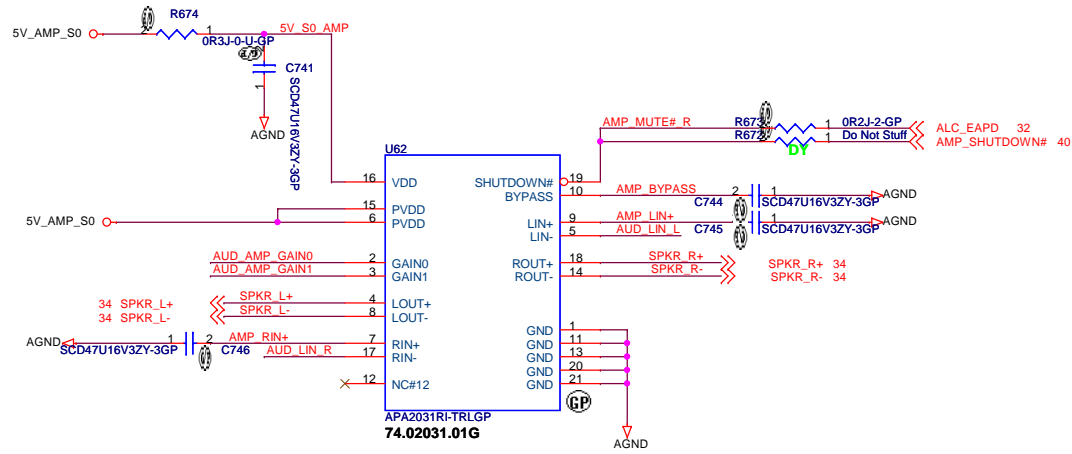 R674
5V_AMP_S0 2 1 5V_S0_AMP
0R3J-0-U-GP
2
C741
1
SCD47U16V3ZY-3GP
AGND
AMP_MUTE#_R R673 2 1 0R2J-2-GP ALC_EAPD 32
R672 2 1 Do Not Stuff AMP_SHUTDOWN# 40
DY
U62
16 VDD SHUTDOWN# 19
BYPASS 10 AMP_BYPASS 2 1 AGND
C744 SCD47U16V3ZY-3GP
15 PVDD
5V_AMP_S0 6 PVDD
LIN+ 9 AMP_LIN+ 2 1 AGND
LIN- 5 AUD_LIN_L C745 SCD47U16V3ZY-3GP
AUD_AMP_GAIN0 2 GAIN0 ROUT+ 18 SPKR_R+ SPKR_R+ 34
AUD_AMP_GAIN1 3 GAIN1 ROUT- 14 SPKR_R- SPKR_R- 34
34 SPKR_L+ SPKR_L+ 4 LOUT+
34 SPKR_L- SPKR_L- 8 LOUT-
GND 1
AGND 1 2 AMP_RIN+ 7 RIN+ GND 11
SCD47U16V3ZY-3GP C746 AUD_LIN_R 17 RIN- GND 13
GND 20
12 NC#12 GND 21
GP
APA2031RI-TRLGP
74.02031.01G
AGND